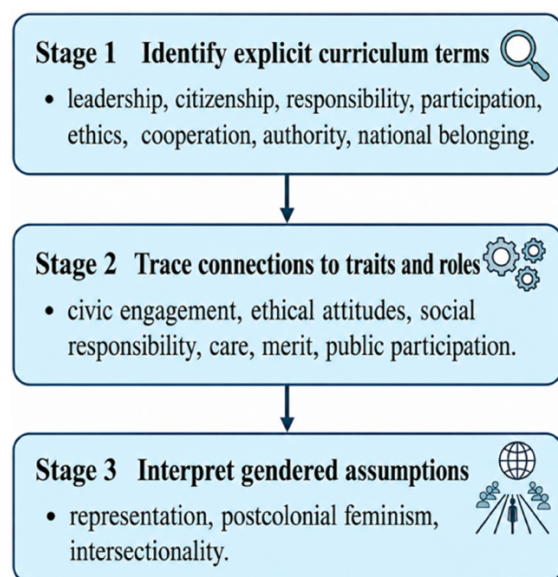 Stage 1 Identify explicit curriculum terms
• leadership, citizenship, responsibility, participation,
ethics, cooperation, authority, national belonging.
Stage 2 Trace connections to traits and roles
• civic engagement, ethical attitudes, social
responsibility, care, merit, public participation.
Stage 3 Interpret gendered assumptions
• representation, postcolonial feminism,
intersectionality.